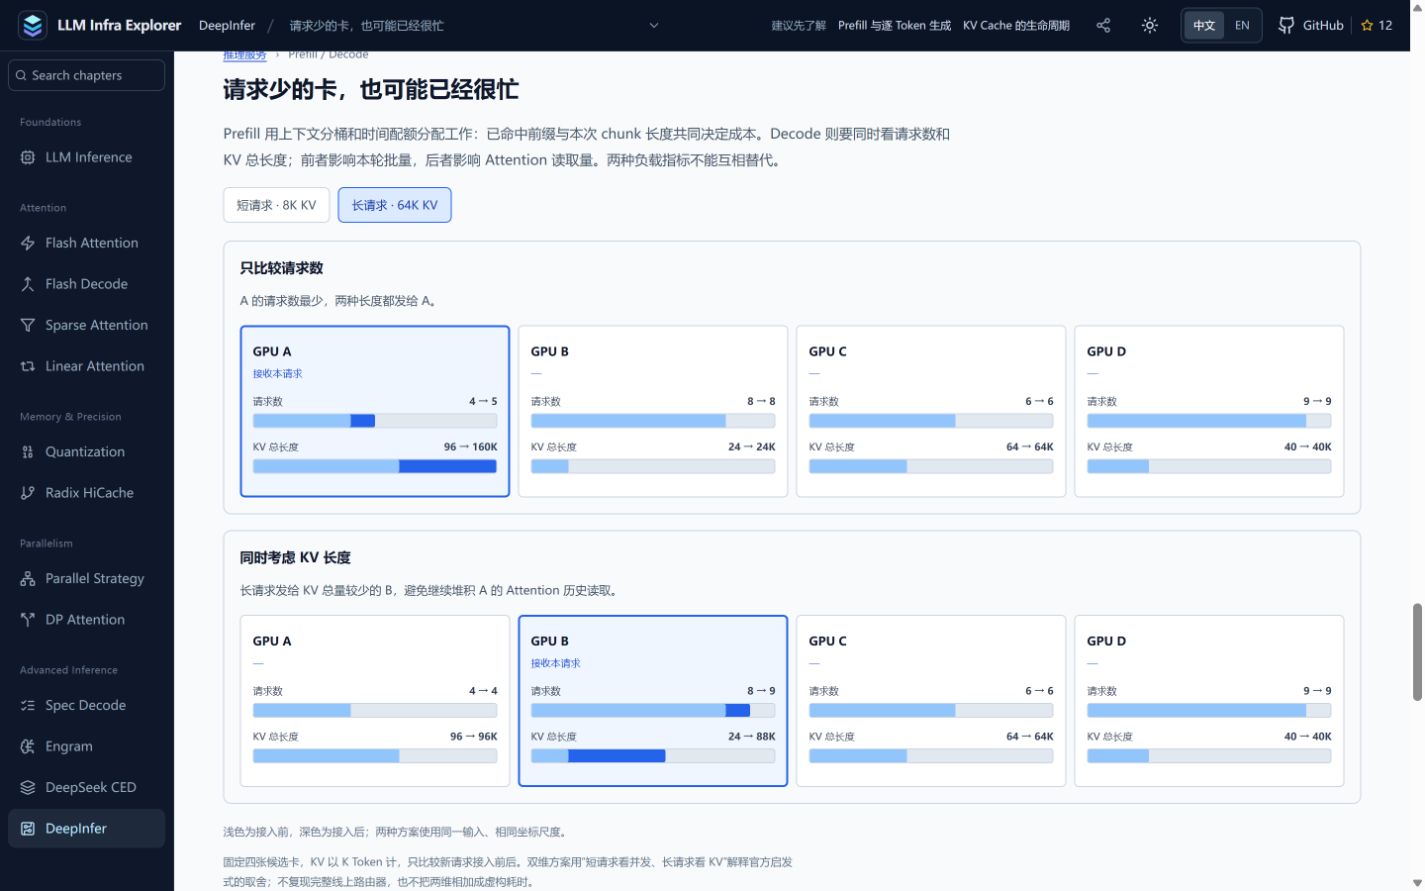 LLM Infra Explorer
DeepInfer / 请求少的卡，也可能已经很忙
建议先了解 Prefill 与逐 Token 生成 KV Cache 的生命周期
中文 EN
GitHub 12
Search chapters
Foundations
LLM Inference
Attention
Flash Attention
Flash Decode
Sparse Attention
Linear Attention
Memory & Precision
Quantization
Radix HiCache
Parallelism
Parallel Strategy
DP Attention
Advanced Inference
Spec Decode
Engram
DeepSeek CED
DeepInfer
推理服务 › Prefill / Decode
请求少的卡，也可能已经很忙
Prefill 用上下文分桶和时间配额分配工作：已命中前缀与本次 chunk 长度共同决定成本。Decode 则要同时看请求数和
KV 总长度；前者影响本轮批量，后者影响 Attention 读取量。两种负载指标不能互相替代。
短请求 · 8K KV 长请求 · 64K KV
只比较请求数
A 的请求数最少，两种长度都发给 A。
GPU A
接收本请求
请求数 4 → 5
KV 总长度 96 → 160K
GPU B
—
请求数 8 → 8
KV 总长度 24 → 24K
GPU C
—
请求数 6 → 6
KV 总长度 64 → 64K
GPU D
—
请求数 9 → 9
KV 总长度 40 → 40K
同时考虑 KV 长度
长请求发给 KV 总量较少的 B，避免继续堆积 A 的 Attention 历史读取。
GPU A
—
请求数 4 → 4
KV 总长度 96 → 96K
GPU B
接收本请求
请求数 8 → 9
KV 总长度 24 → 88K
GPU C
—
请求数 6 → 6
KV 总长度 64 → 64K
GPU D
—
请求数 9 → 9
KV 总长度 40 → 40K
浅色为接入前，深色为接入后；两种方案使用同一输入、相同坐标尺度。
固定四张候选卡，KV 以 K Token 计，只比较新请求接入前后。双维方案用“短请求看并发、长请求看 KV”解释官方启发
式的取舍；不复现完整线上路由器，也不把两维相加成虚构耗时。